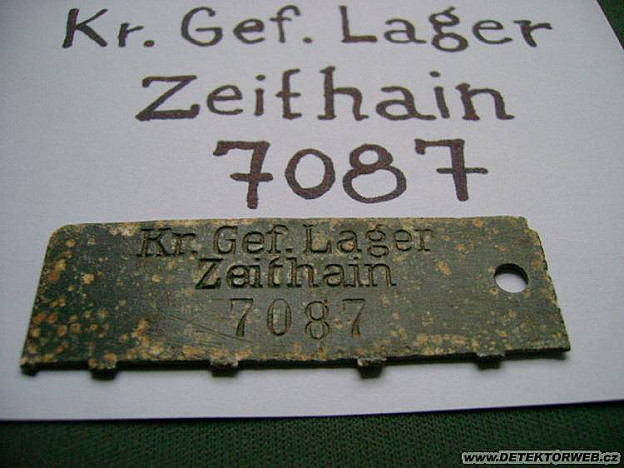 Kr. Gef. Lager
Zeithain
7087
Kr. Gef. Lager
Zeithain
7087
www.DETEKTORWEB.cz